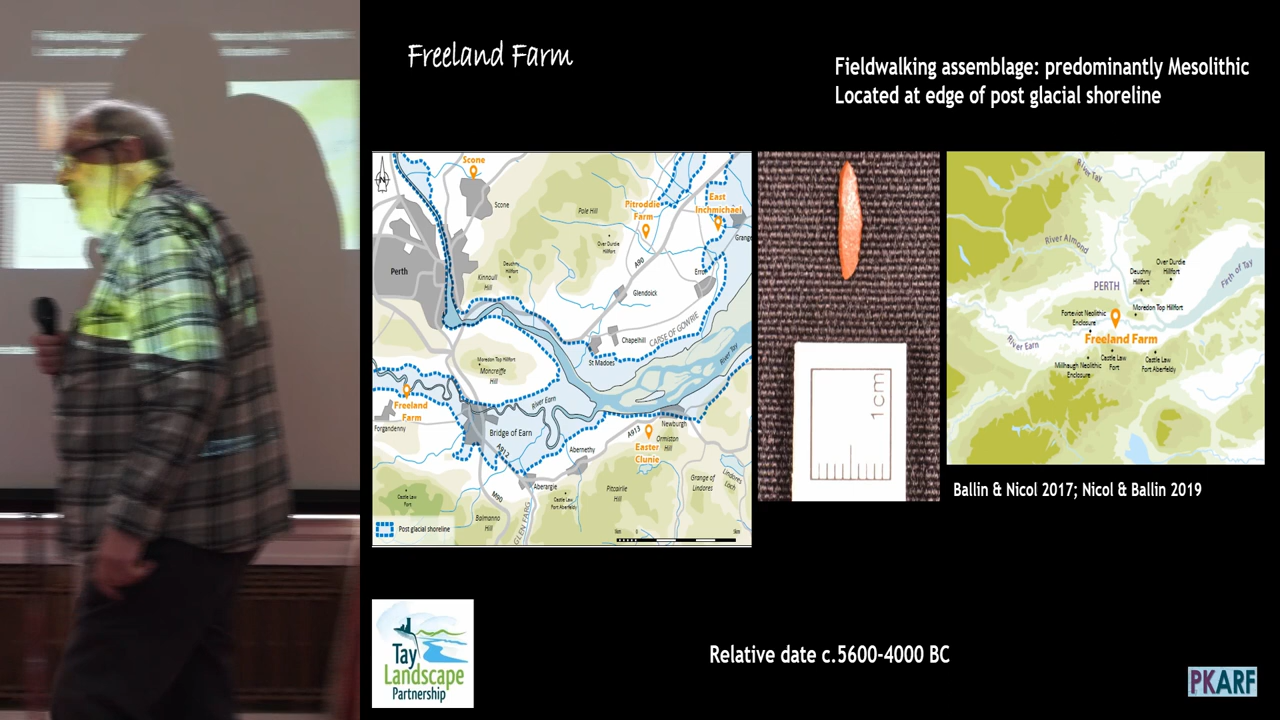 Freeland Farm
Fieldwalking assemblage: predominantly Mesolithic
Located at edge of post glacial shoreline
N
Scone
Scone
Perth
Kinnoull
Hill
Deuchny
Hillfort
Pole Hill
Over Durdie
Hillfort
Pitroddie
Farm
East
Inchmichael
Grange
A90
Errol
Glendoick
CARSE OF GOWRIE
Chapelhill
St Madoes
River Tay
Moredon Top Hillfort
Moncreiffe
Hill
River Earn
Freeland
Farm
Forgandenny
Bridge of Earn
A912
A913
Newburgh
Ormiston
Hill
Easter
Clunie
Abernethy
Aberargie
Castle Law
Fort
Castle Law
Fort Aberfeldy
Pitcairlie
Hill
Grange of
Lindores
Lindores
Loch
M90
Balmanno
Hill
GLEN FARG
Post glacial shoreline
1cm
River Tay
River Almond
PERTH
Deuchny
Hillfort
Over Durdie
Hillfort
Firth of Tay
Moredon Top Hillfort
Forteviot Neolithic
Enclosure
Freeland Farm
River Earn
Millhaugh Neolithic
Enclosure
Castle Law
Fort
Castle Law
Fort Aberfeldy
Ballin & Nicol 2017; Nicol & Ballin 2019
Tay
Landscape
Partnership
Relative date c.5600-4000 BC
PKARF